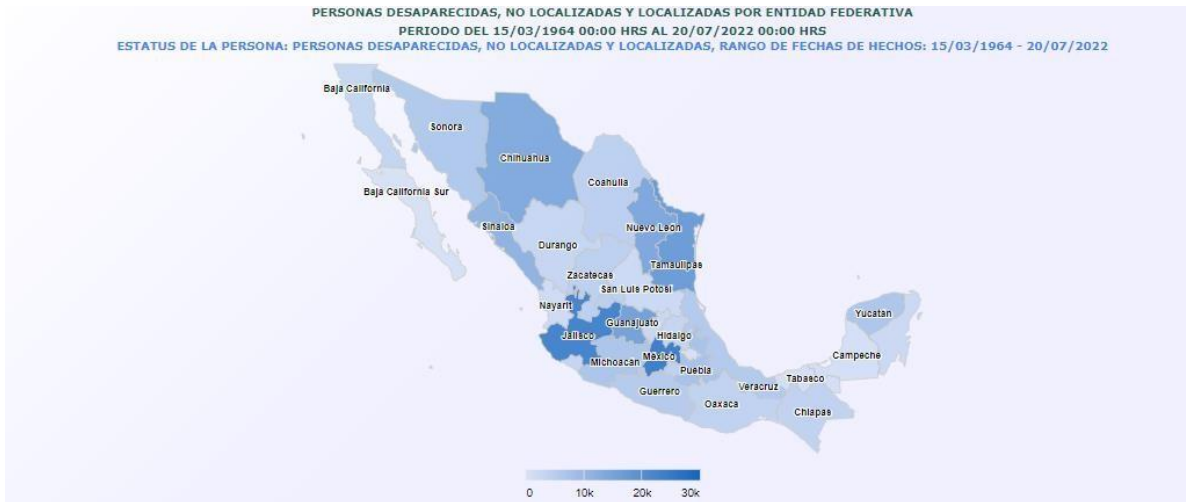 PERSONAS DESAPARECIDAS, NO LOCALIZADAS Y LOCALIZADAS POR ENTIDAD FEDERATIVA
PERIODO DEL 15/03/1964 00:00 HRS AL 20/07/2022 00:00 HRS
ESTATUS DE LA PERSONA: PERSONAS DESAPARECIDAS, NO LOCALIZADAS Y LOCALIZADAS, RANGO DE FECHAS DE HECHOS: 15/03/1964 - 20/07/2022
Baja California
Sonora
Chihuahua
Coahuila
Baja California Sur
Sinaloa
Nuevo Leon
Durango
Tamaulipas
Zacatecas
San Luis Potosi
Nayarit
Yucatan
Guanajuato
Jalisco
Hidalgo
Mexico
Campeche
Michoacan
Puebla
Tabasco
Veracruz
Guerrero
Oaxaca
Chiapas
0 10k 20k 30k